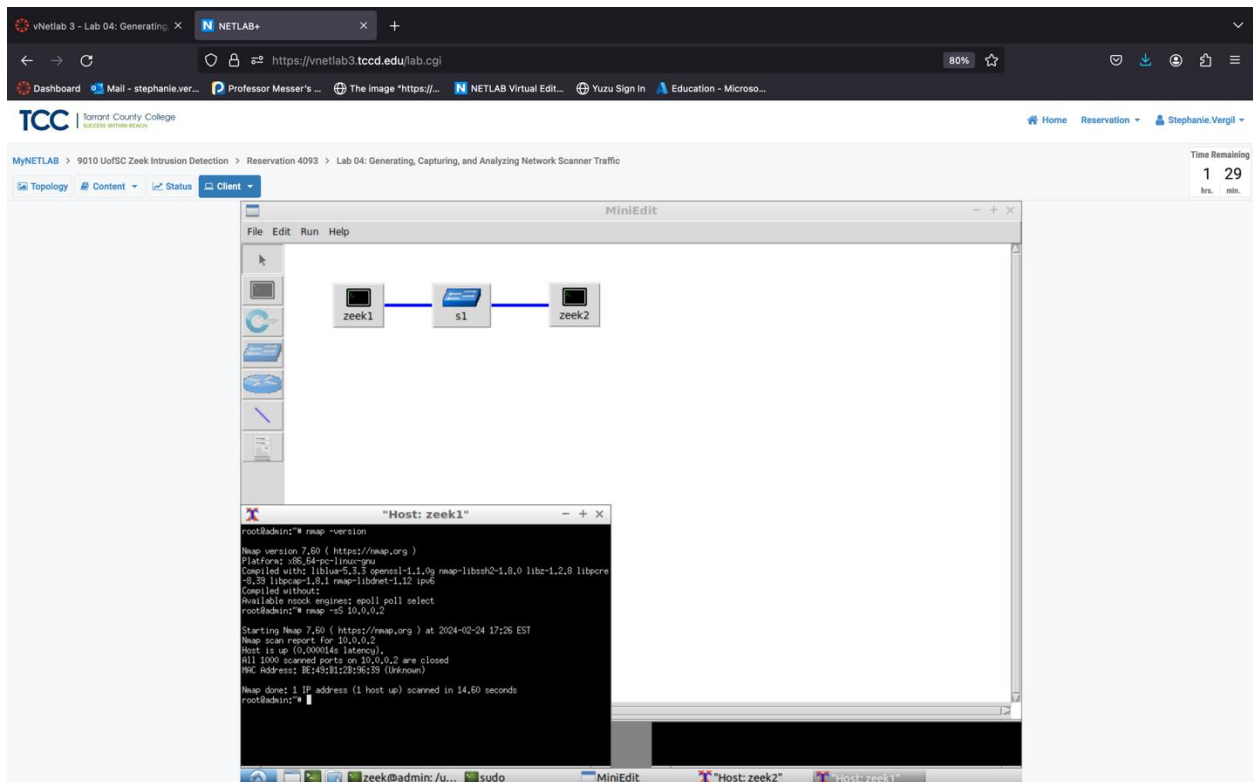 vNetlab 3 - Lab 04: Generating,
NETLAB+
https://vnetlab3.tccd.edu/lab.cgi
80%
Dashboard
Mail - stephanie.ver...
Professor Messer's ...
The image "https://...
NETLAB Virtual Edit...
Yuzu Sign In
Education - Microso...
TCC Tarrant County College
SUCCESS WITHIN REACH.
Home Reservation Stephanie.Vergil
MyNETLAB > 9010 UofSC Zeek Intrusion Detection > Reservation 4093 > Lab 04: Generating, Capturing, and Analyzing Network Scanner Traffic
Time Remaining
1 29
hrs. min.
Topology Content Status Client
MiniEdit
File Edit Run Help
zeek1 s1 zeek2
"Host: zeek1"
root@admin:~# nmap -version
Nmap version 7.60 ( https://nmap.org )
Platform: x86_64-pc-linux-gnu
Compiled with: liblua-5.3.3 openssl-1.1.0g nmap-libssh2-1.8.0 libz-1.2.8 libpcre
-8.39 libpcap-1.8.1 nmap-libdnet-1.12 ipv6
Compiled without:
Available nsock engines: epoll poll select
root@admin:~# nmap -sS 10.0.0.2
Starting Nmap 7.60 ( https://nmap.org ) at 2024-02-24 17:26 EST
Nmap scan report for 10.0.0.2
Host is up (0.000014s latency).
All 1000 scanned ports on 10.0.0.2 are closed
MAC Address: BE:49:B1:2B:96:39 (Unknown)
Nmap done: 1 IP address (1 host up) scanned in 14.60 seconds
root@admin:~#
zeek@admin: /u... sudo MiniEdit "Host: zeek2" "Host: zeek1"